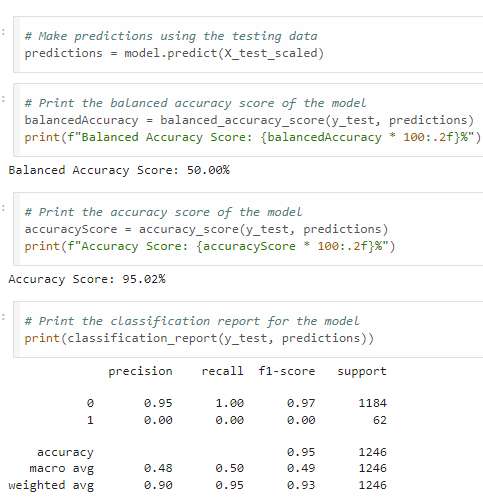 :
# Make predictions using the testing data
predictions = model.predict(X_test_scaled)
:
# Print the balanced accuracy score of the model
balancedAccuracy = balanced_accuracy_score(y_test, predictions)
print(f"Balanced Accuracy Score: {balancedAccuracy * 100:.2f}%")
Balanced Accuracy Score: 50.00%
:
# Print the accuracy score of the model
accuracyScore = accuracy_score(y_test, predictions)
print(f"Accuracy Score: {accuracyScore * 100:.2f}%")
Accuracy Score: 95.02%
:
# Print the classification report for the model
print(classification_report(y_test, predictions))
precision recall f1-score support
0 0.95 1.00 0.97 1184
1 0.00 0.00 0.00 62
accuracy 0.95 1246
macro avg 0.48 0.50 0.49 1246
weighted avg 0.90 0.95 0.93 1246